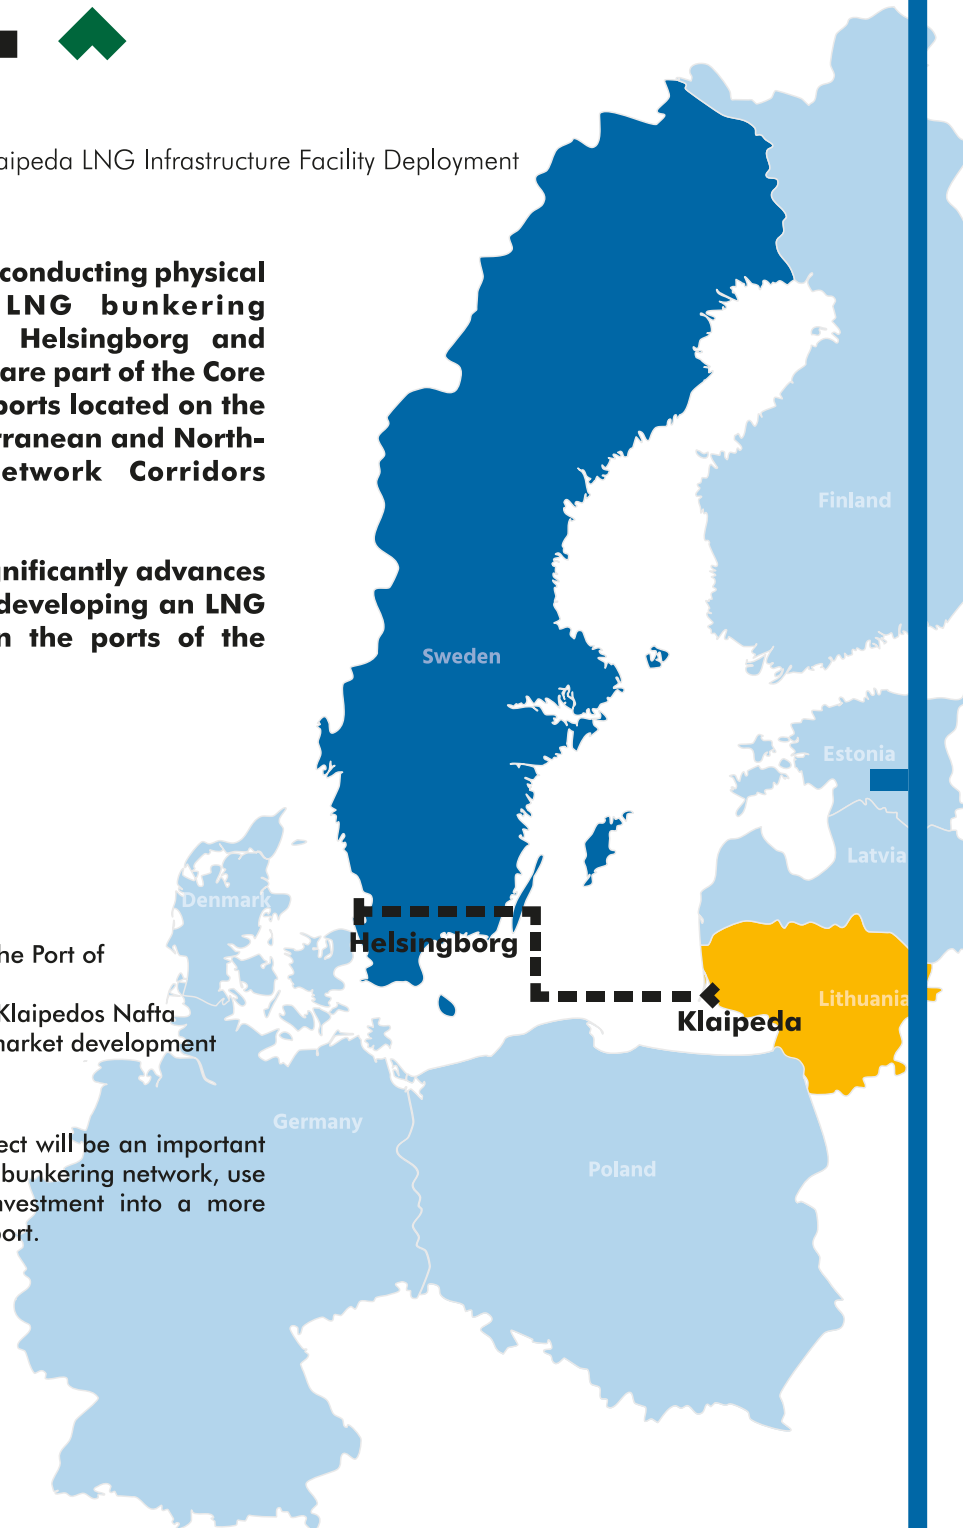 aipeda LNG Infrastructure Facility Deployment
conducting physical
LNG bunkering
Helsingborg and
are part of the Core
ports located on the
rranean and North-
etwork Corridors
gnificantly advances
developing an LNG
n the ports of the
Finland
Sweden
Estonia
Latvia
Denmark
Helsingborg
he Port of
Lithuania
Klaipedos Nafta
Klaipeda
market development
Germany
ect will be an important
Poland
bunkering network, use
nvestment into a more
port.